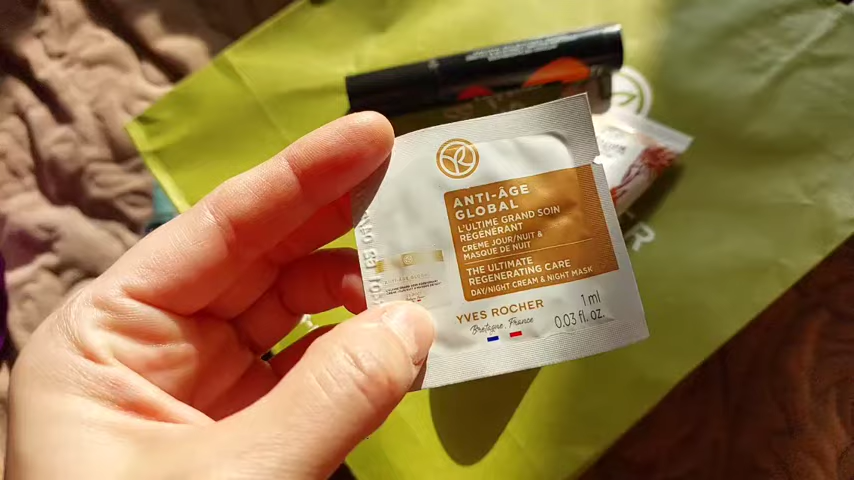 ANTI-ÂGE
GLOBAL
L'ULTIME GRAND SOIN
RÉGÉNÉRANT
CRÈME JOUR/NUIT &
MASQUE DE NUIT
THE ULTIMATE
REGENERATING CARE
DAY/NIGHT CREAM & NIGHT MASK
YVES ROCHER
Bretagne, France
1 ml
0.03 fl. oz.